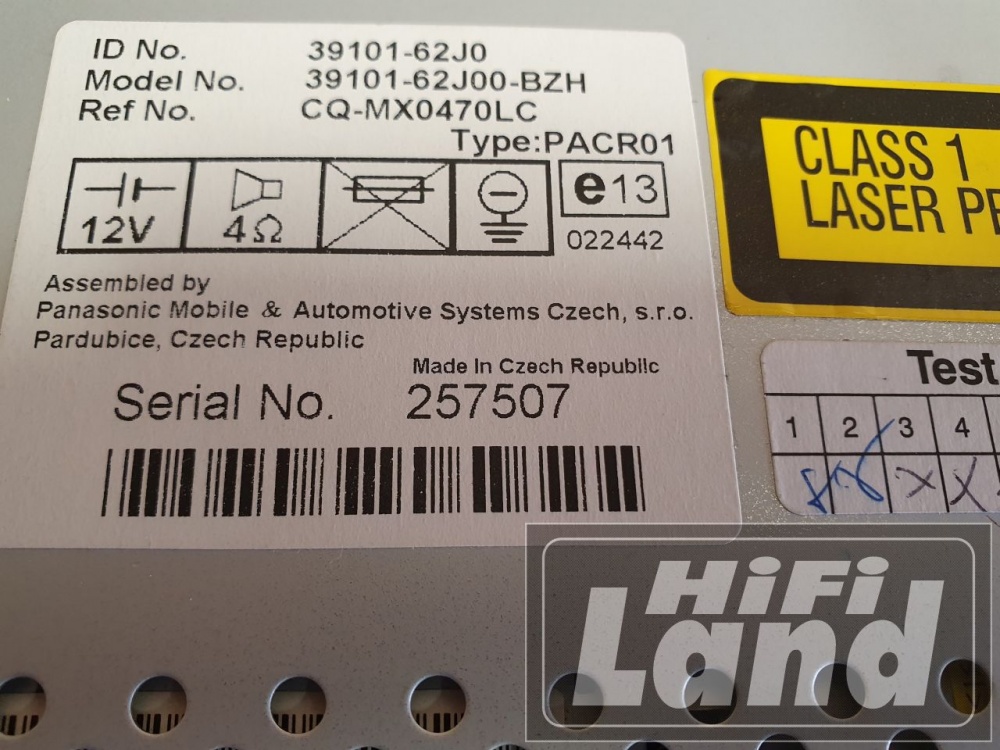 ID No. 39101-62J0
Model No. 39101-62J00-BZH
Ref No. CQ-MX0470LC
Type:PACR01
12V 4Ω e13
022442
Assembled by
Panasonic Mobile & Automotive Systems Czech, s.r.o.
Pardubice, Czech Republic
Made In Czech Republic
Serial No. 257507
CLASS 1
LASER
Test
1 2 3 4
HiFi
Land